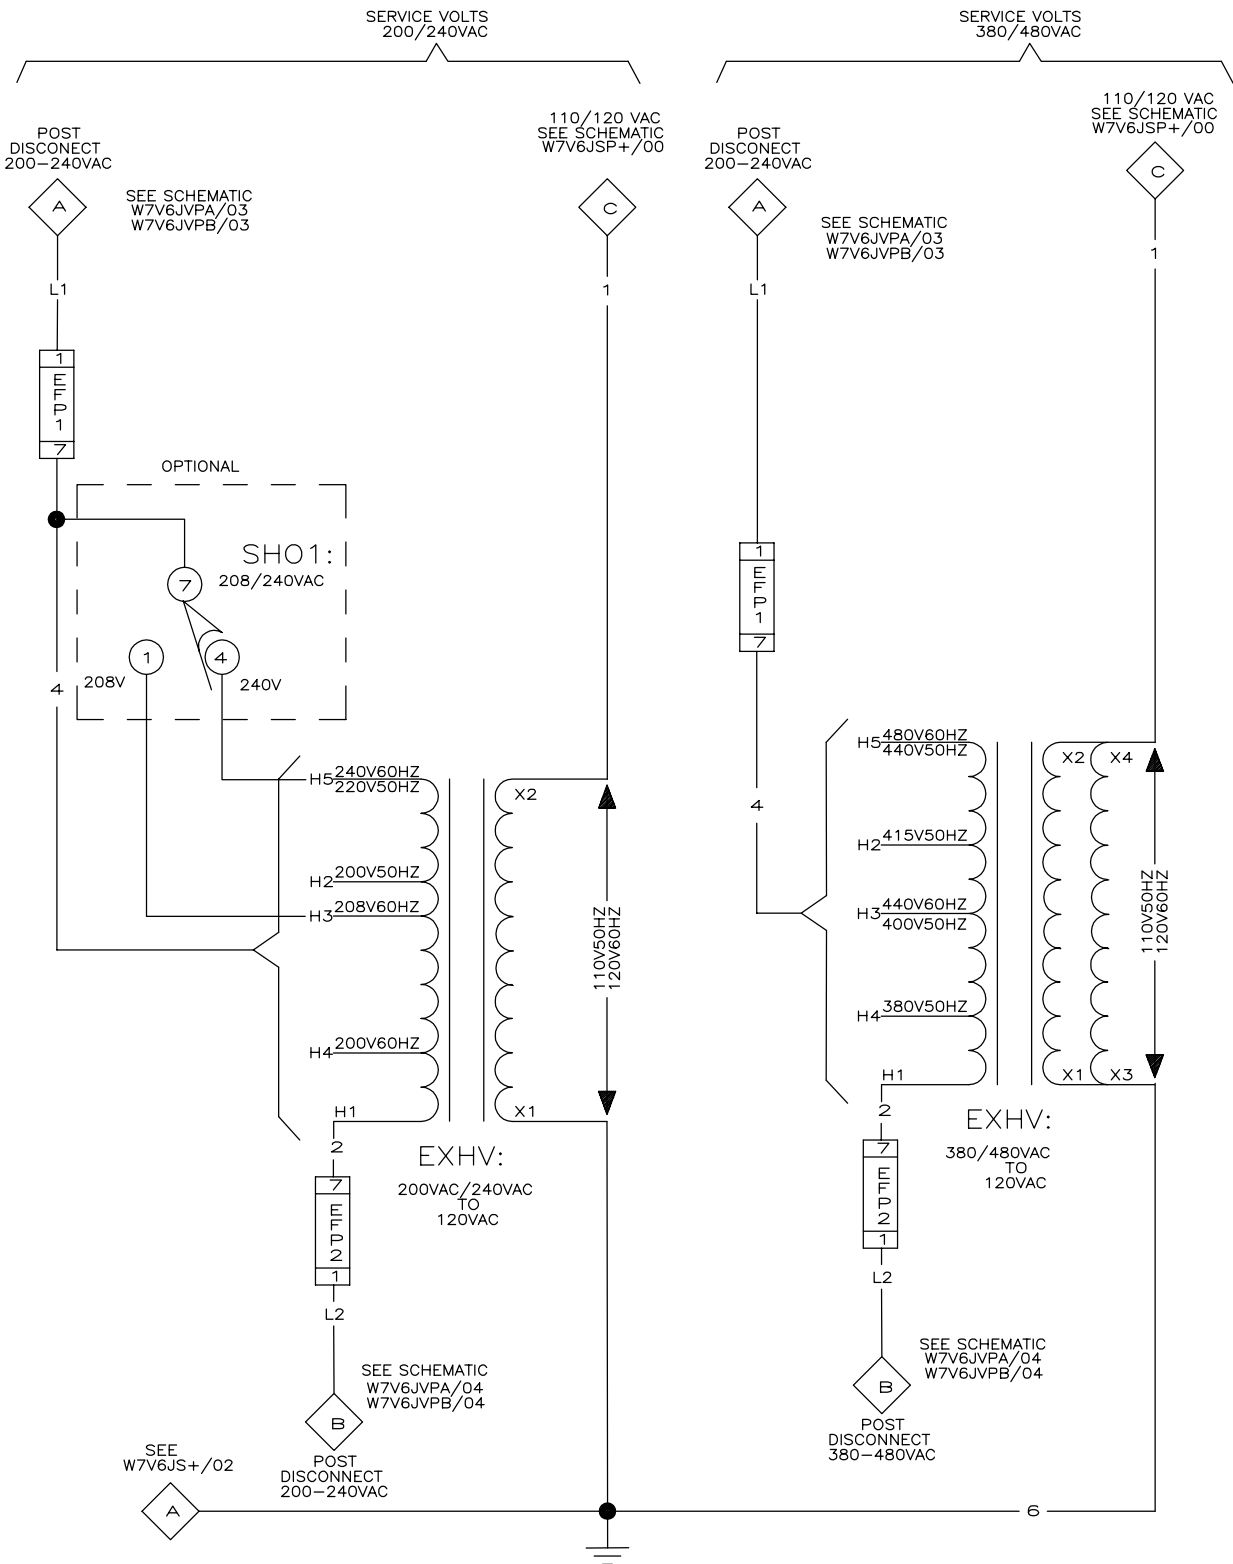 SERVICE VOLTS
200/240VAC
SERVICE VOLTS
380/480VAC
POST
DISCONECT
200-240VAC
A
SEE SCHEMATIC
W7V6JVPA/03
W7V6JVPB/03
110/120 VAC
SEE SCHEMATIC
W7V6JSP+/00
C
POST
DISCONECT
200-240VAC
A
SEE SCHEMATIC
W7V6JVPA/03
W7V6JVPB/03
110/120 VAC
SEE SCHEMATIC
W7V6JSP+/00
C
L1
1
L1
1
1
EFP1
7
OPTIONAL
SH01:
208/240VAC
7
1
4
208V
240V
4
1
EFP1
7
4
H5
240V60HZ
220V50HZ
H2
200V50HZ
H3
208V60HZ
H4
200V60HZ
H1
X2
X1
110V50HZ
120V60HZ
2
EXHV:
200VAC/240VAC
TO
120VAC
7
EFP2
1
L2
SEE SCHEMATIC
W7V6JVPA/04
W7V6JVPB/04
B
POST
DISCONNECT
200-240VAC
H5
480V60HZ
440V50HZ
H2
415V50HZ
H3
440V60HZ
400V50HZ
H4
380V50HZ
H1
X2
X4
X1
X3
110V50HZ
120V60HZ
2
EXHV:
380/480VAC
TO
120VAC
7
EFP2
1
L2
SEE SCHEMATIC
W7V6JVPA/04
W7V6JVPB/04
B
POST
DISCONNECT
380-480VAC
SEE
W7V6JS+/02
A
6